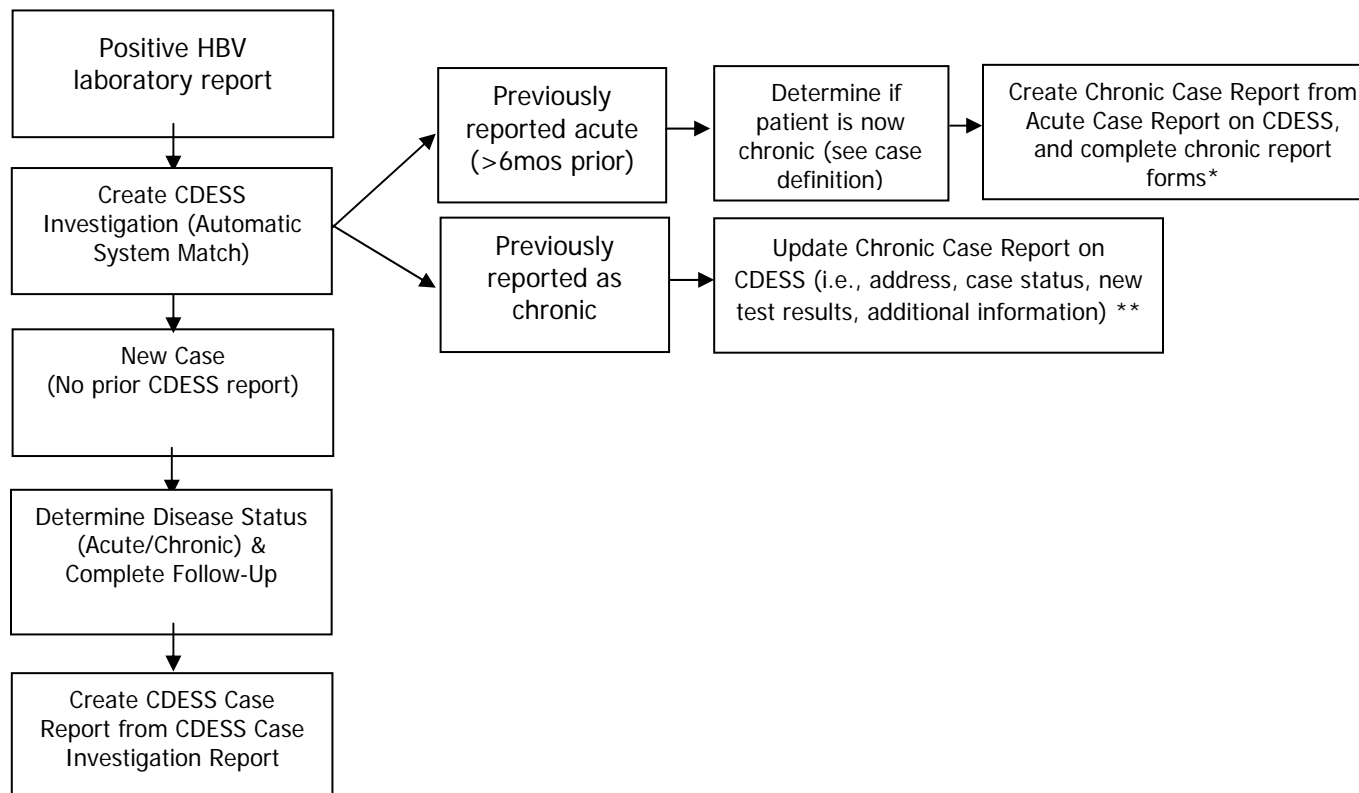 Positive HBV
laboratory report
Create CDESS
Investigation (Automatic
System Match)
New Case
(No prior CDESS report)
Determine Disease Status
(Acute/Chronic) &
Complete Follow-Up
Create CDESS Case
Report from CDESS Case
Investigation Report
Previously
reported acute
(>6mos prior)
Determine if
patient is now
chronic (see case
definition)
Create Chronic Case Report from
Acute Case Report on CDESS,
and complete chronic report
forms*
Previously
reported as
chronic
Update Chronic Case Report on
CDESS (i.e., address, case status, new
test results, additional information) **